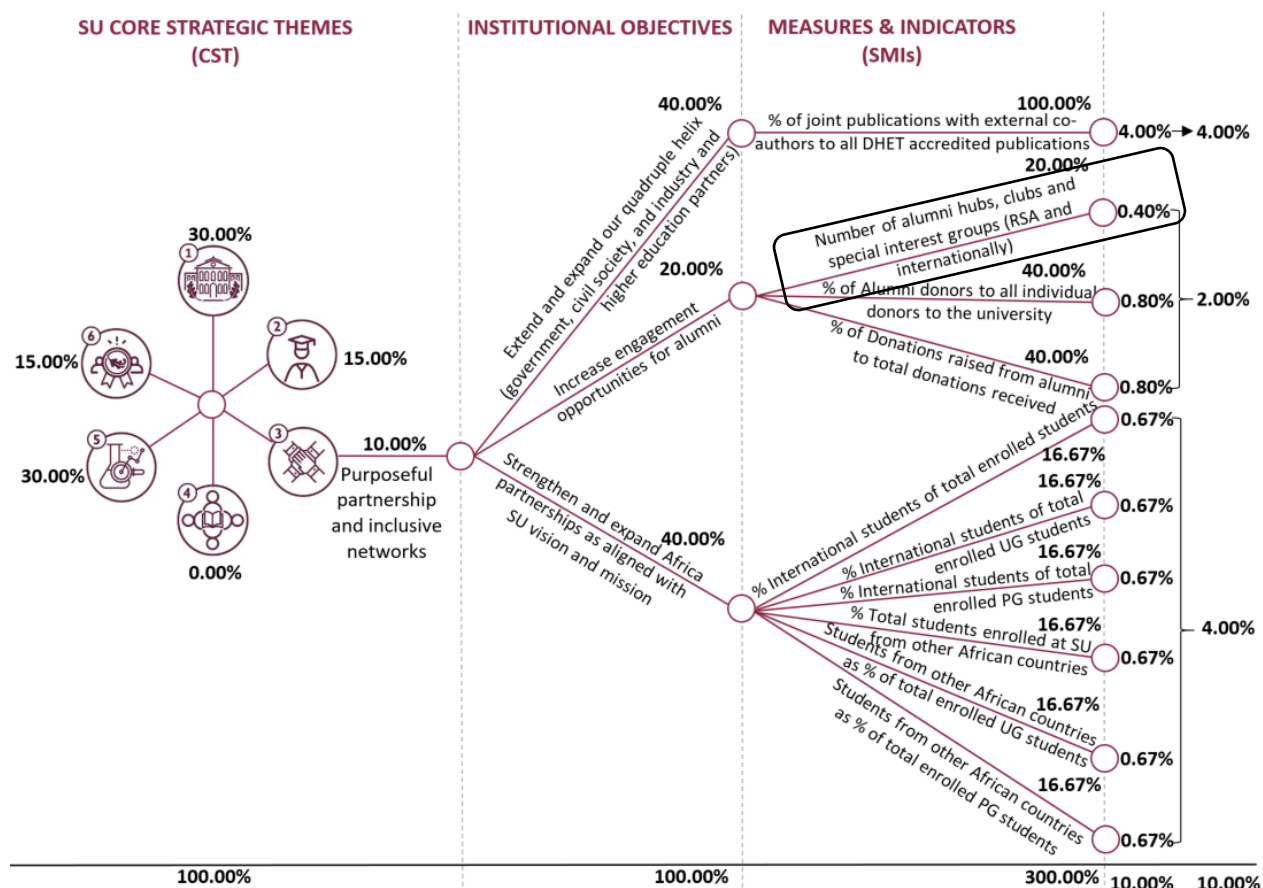 SU CORE STRATEGIC THEMES
(CST)
INSTITUTIONAL OBJECTIVES
MEASURES & INDICATORS
(SMIs)
1
30.00%
2
15.00%
3
4
0.00%
5
30.00%
6
15.00%
10.00%
Purposeful
partnership
and inclusive
networks
40.00%
Extend and expand our quadruple helix
(government, civil society, and industry and
higher education partners)
20.00%
Increase engagement
opportunities for alumni
40.00%
Strengthen and expand Africa
partnerships as aligned with
SU vision and mission
100.00%
% of joint publications with external co-
authors to all DHET accredited publications
4.00%
4.00%
20.00%
Number of alumni hubs, clubs and
special interest groups (RSA and
internationally)
0.40%
40.00%
% of Alumni donors to all individual
donors to the university
0.80%
2.00%
40.00%
% of Donations raised from alumni
to total donations received
0.80%
% International students of total enrolled students
16.67%
0.67%
16.67%
% International students of total
enrolled UG students
0.67%
16.67%
% International students of total
enrolled PG students
0.67%
16.67%
% Total students enrolled at SU
from other African countries
0.67%
4.00%
16.67%
Students from other African countries
as % of total enrolled UG students
0.67%
16.67%
Students from other African countries
as % of total enrolled PG students
0.67%
100.00%
100.00%
300.00%
10.00%
10.00%